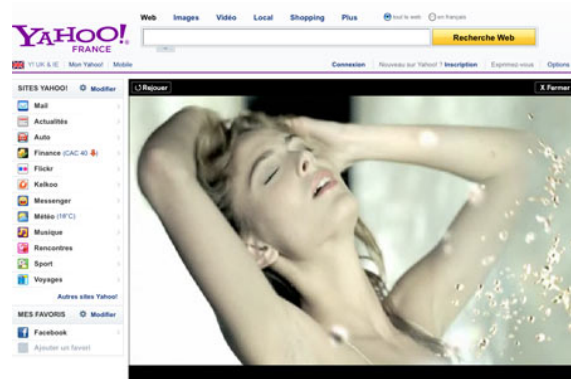 Web Images Vidéo Local Shopping Plus tout le web en français
YAHOO!
FRANCE
Recherche Web
Y! UK & IE Mon Yahoo! Mobile
Connexion Nouveau sur Yahoo! ? Inscription Exprimez-vous Options
SITES YAHOO! Modifier
Mail
Actualités
Auto
Finance (CAC 40)
Flickr
Kelkoo
Messenger
Météo (18°C)
Musique
Rencontres
Sport
Voyages
Autres sites Yahoo!
MES FAVORIS Modifier
Facebook
Ajouter un favori
Rejouer
X Fermer